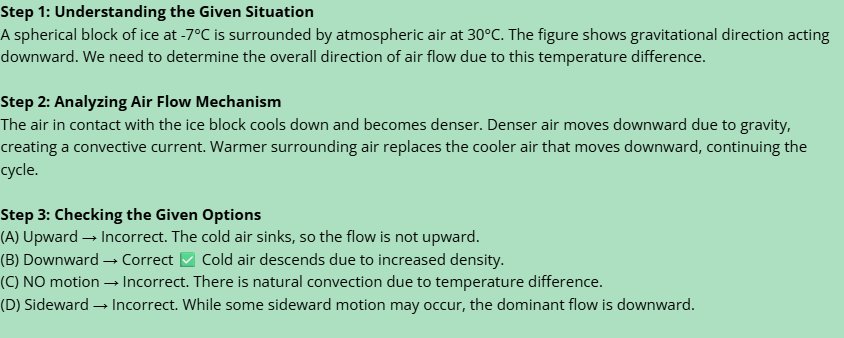 Step 1: Understanding the Given Situation
A spherical block of ice at -7°C is surrounded by atmospheric air at 30°C. The figure shows gravitational direction acting
downward. We need to determine the overall direction of air flow due to this temperature difference.
Step 2: Analyzing Air Flow Mechanism
The air in contact with the ice block cools down and becomes denser. Denser air moves downward due to gravity,
creating a convective current. Warmer surrounding air replaces the cooler air that moves downward, continuing the
cycle.
Step 3: Checking the Given Options
(A) Upward → Incorrect. The cold air sinks, so the flow is not upward.
(B) Downward → Correct ✅ Cold air descends due to increased density.
(C) NO motion → Incorrect. There is natural convection due to temperature difference.
(D) Sideward → Incorrect. While some sideward motion may occur, the dominant flow is downward.